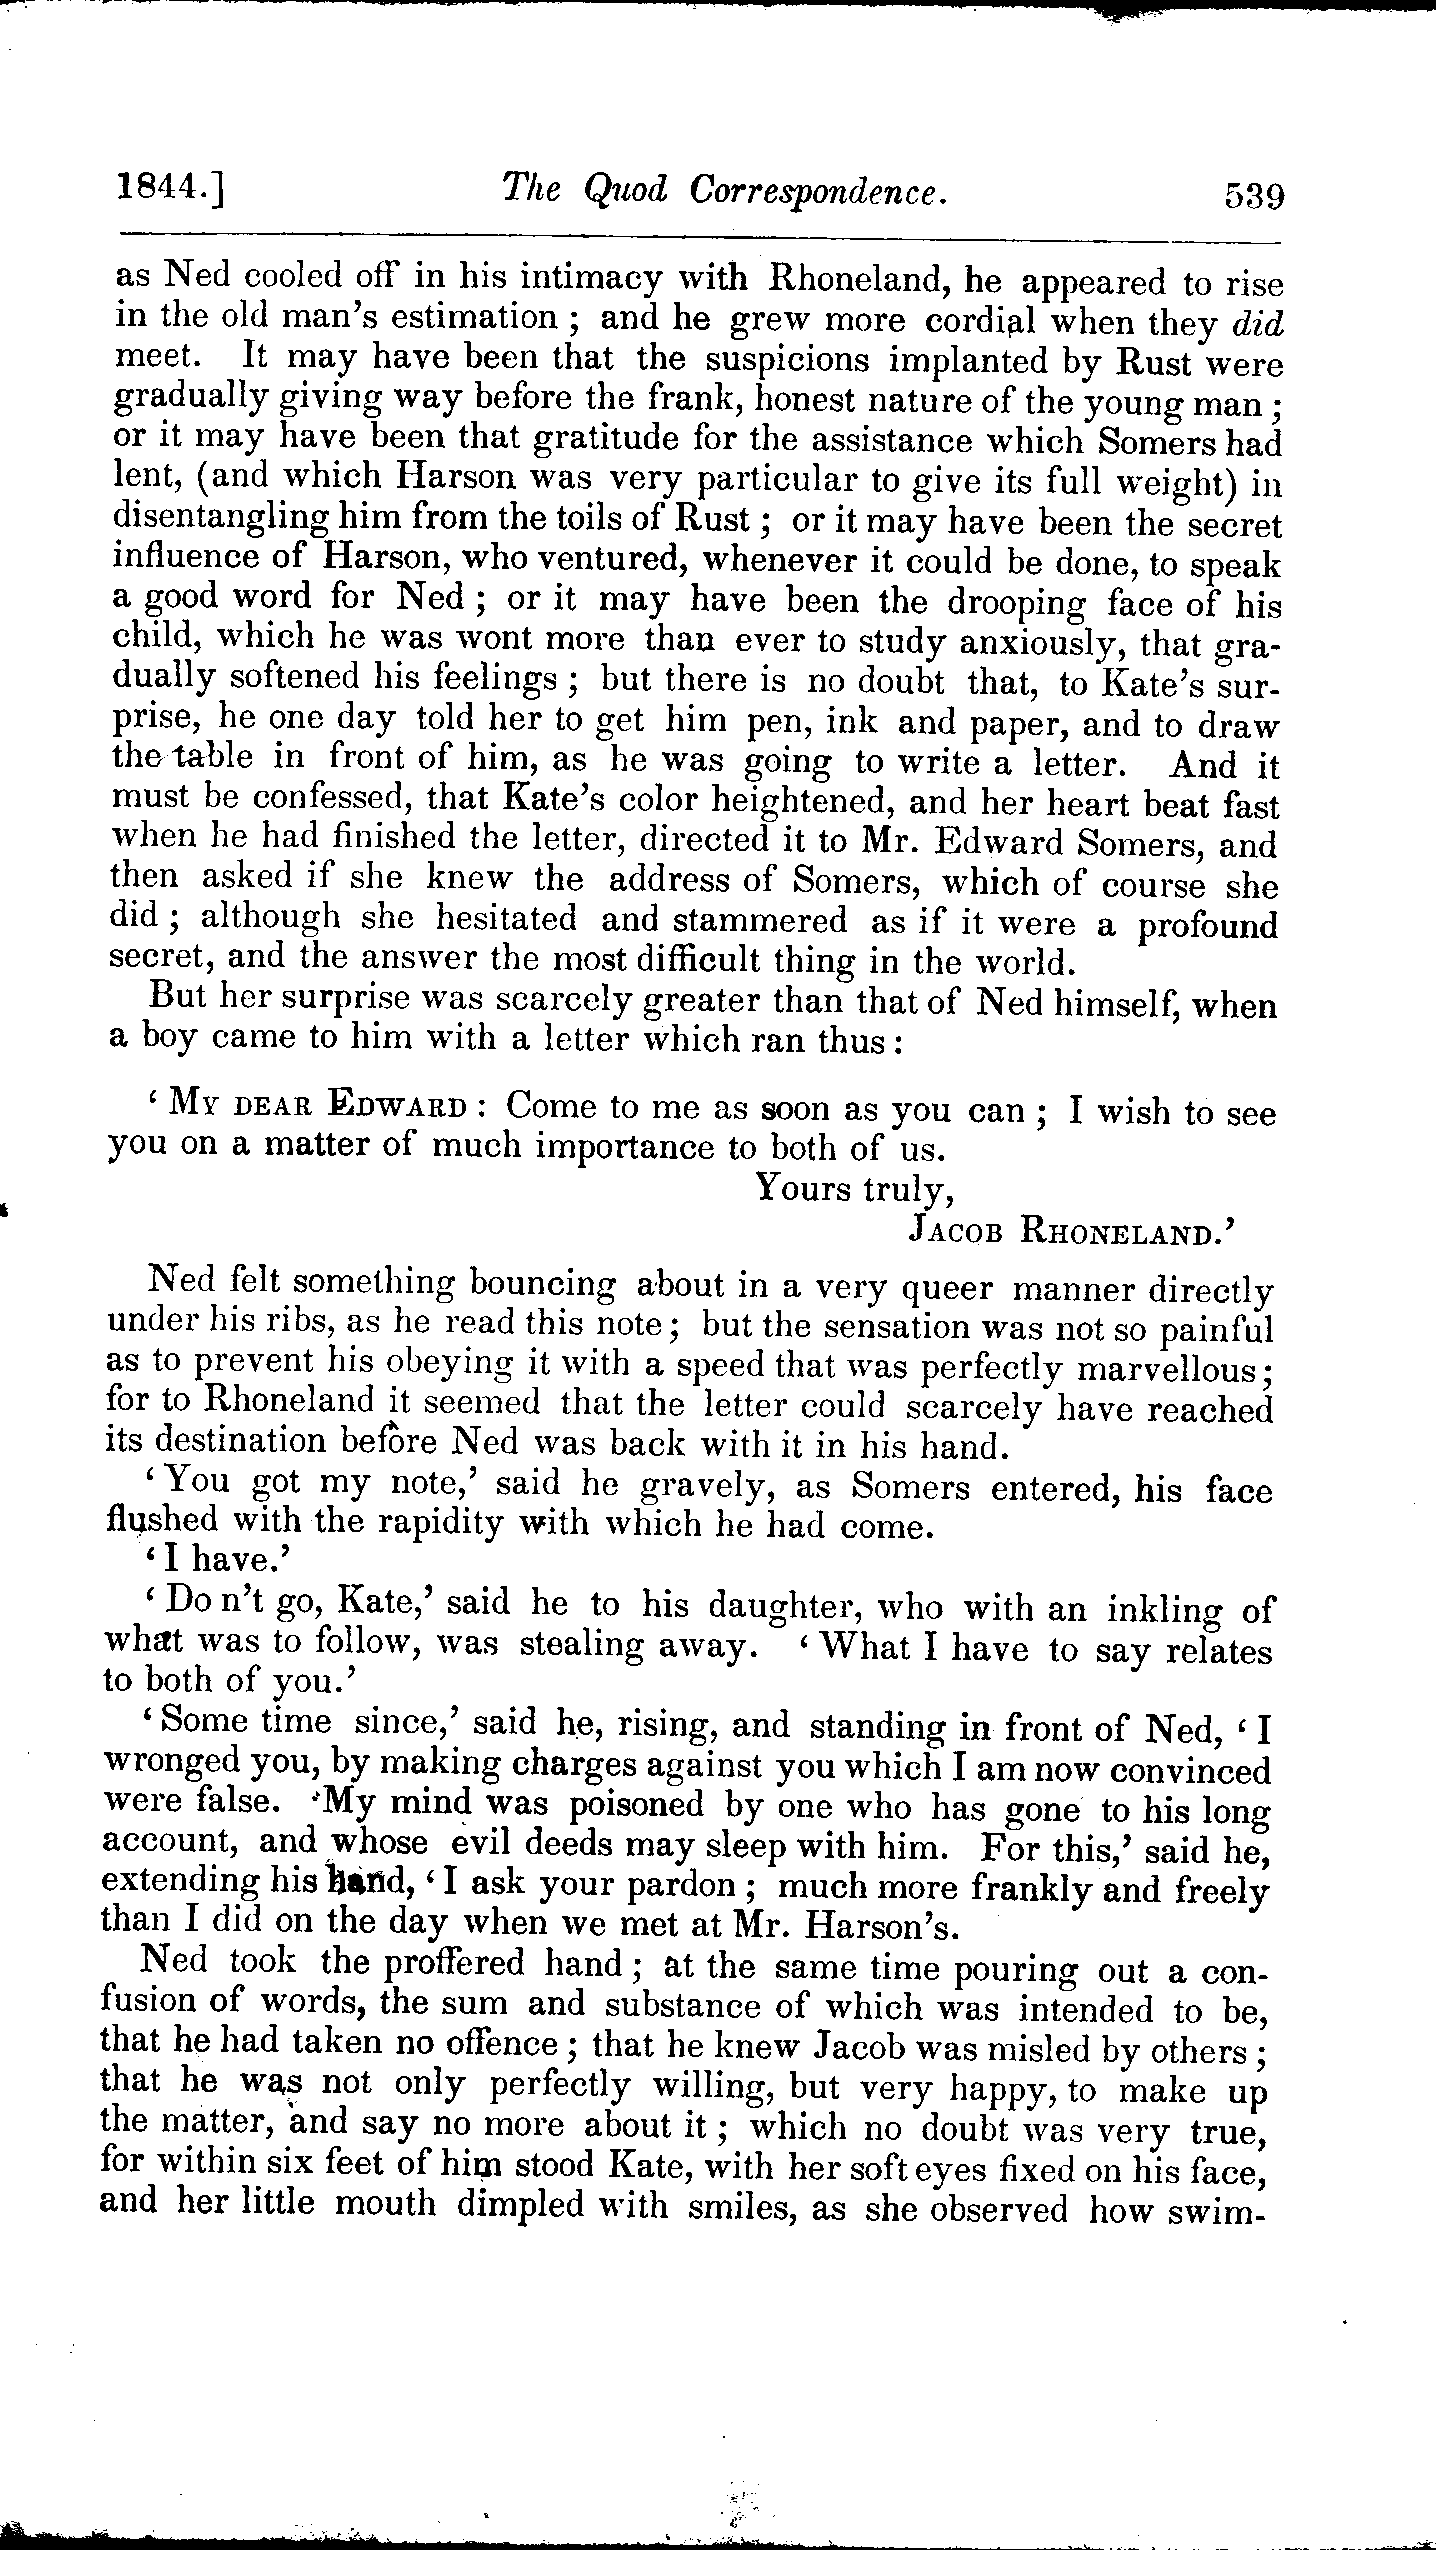 1844.] The Quod Correspondence. 539
as Ned cooled off in his intimacy with Rhoneland, he appeared to rise
in the old man's estimation ; and he grew more cordial when they did
meet. It may have been that the suspicions implanted by Rust were
gradually giving way before the frank, honest nature of the young man ;
or it may have been that gratitude for the assistance which Somers had
lent, (and which Harson was very particular to give its full weight) in
disentangling him from the toils of Rust ; or it may have been the secret
influence of Harson, who ventured, whenever it could be done, to speak
a good word for Ned ; or it may have been the drooping face of his
child, which he was wont more than ever to study anxiously, that gra-
dually softened his feelings ; but there is no doubt that, to Kate's sur-
prise, he one day told her to get him pen, ink and paper, and to draw
the table in front of him, as he was going to write a letter. And it
must be confessed, that Kate's color heightened, and her heart beat fast
when he had finished the letter, directed it to Mr. Edward Somers, and
then asked if she knew the address of Somers, which of course she
did ; although she hesitated and stammered as if it were a profound
secret, and the answer the most difficult thing in the world.
But her surprise was scarcely greater than that of Ned himself, when
a boy came to him with a letter which ran thus :
' MY DEAR EDWARD : Come to me as soon as you can ; I wish to see
you on a matter of much importance to both of us.
Yours truly,
JACOB RHONELAND.'
Ned felt something bouncing about in a very queer manner directly
under his ribs, as he read this note ; but the sensation was not so painful
as to prevent his obeying it with a speed that was perfectly marvellous ;
for to Rhoneland it seemed that the letter could scarcely have reached
its destination before Ned was back with it in his hand.
'You got my note,' said he gravely, as Somers entered, his face
flushed with the rapidity with which he had come.
'I have.'
' Do n't go, Kate,' said he to his daughter, who with an inkling of
what was to follow, was stealing away. ' What I have to say relates
to both of you.'
' Some time since,' said he, rising, and standing in front of Ned, ' I
wronged you, by making charges against you which I am now convinced
were false. 'My mind was poisoned by one who has gone to his long
account, and whose evil deeds may sleep with him. For this,' said he,
extending his hand, ' I ask your pardon ; much more frankly and freely
than I did on the day when we met at Mr. Harson's.
Ned took the proffered hand ; at the same time pouring out a con-
fusion of words, the sum and substance of which was intended to be,
that he had taken no offence ; that he knew Jacob was misled by others ;
that he was not only perfectly willing, but very happy, to make up
the matter, and say no more about it ; which no doubt was very true,
for within six feet of him stood Kate, with her soft eyes fixed on his face,
and her little mouth dimpled with smiles, as she observed how swim-